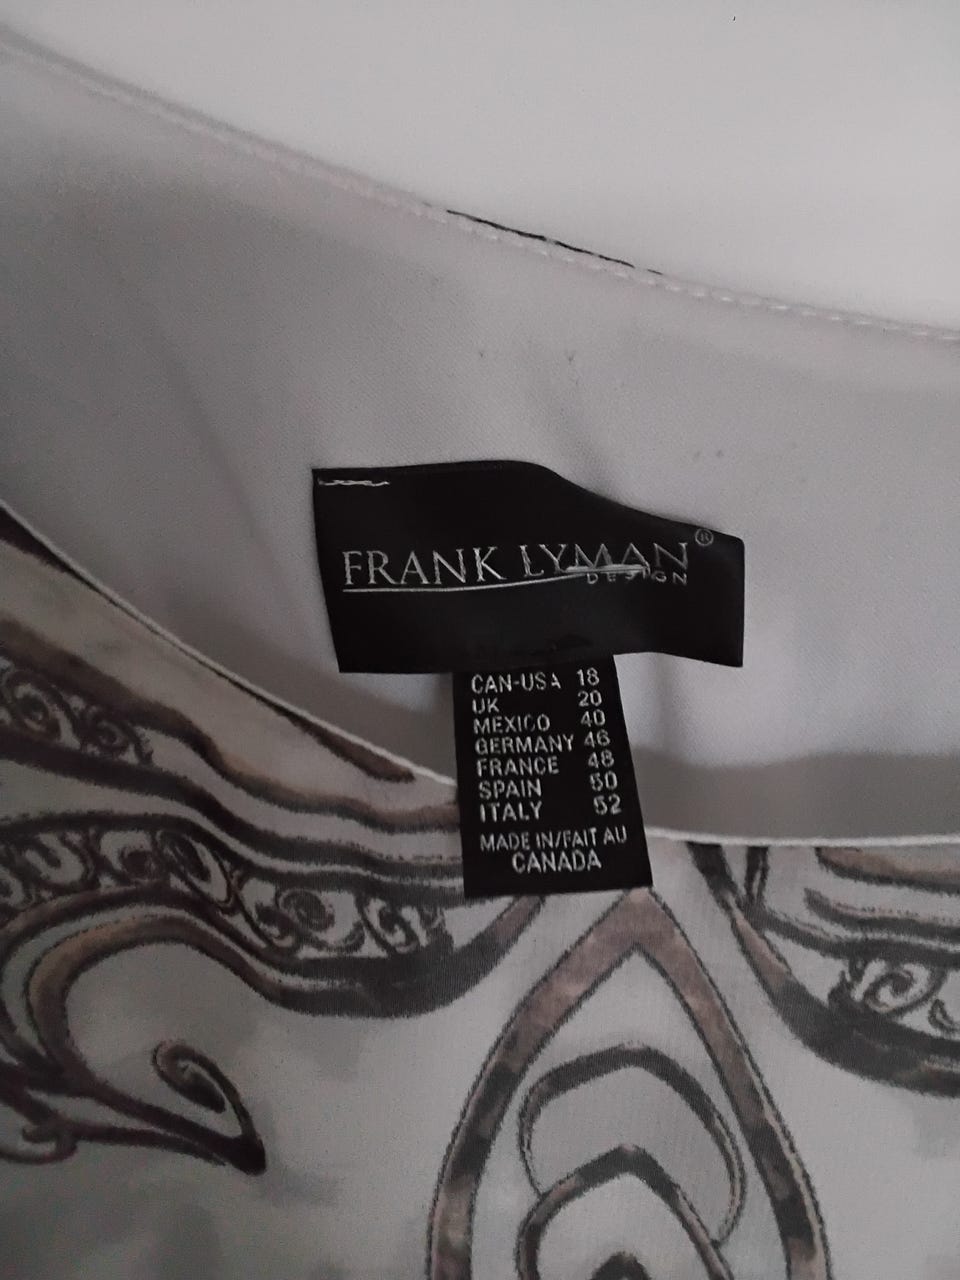 FRANK LYMAN®
DESIGN
CAN-USA 18
UK 20
MEXICO 40
GERMANY 46
FRANCE 48
SPAIN 50
ITALY 52
MADE IN/FAIT AU
CANADA